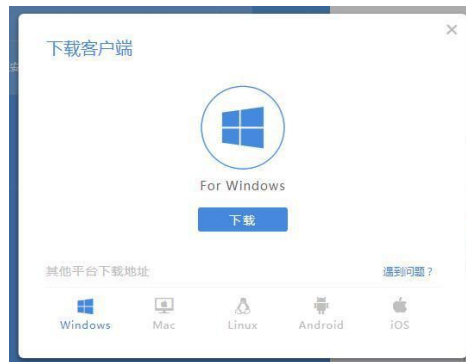 下载客户端
For Windows
下载
其他平台下载地址
遇到问题？
Windows
Mac
Linux
Android
iOS